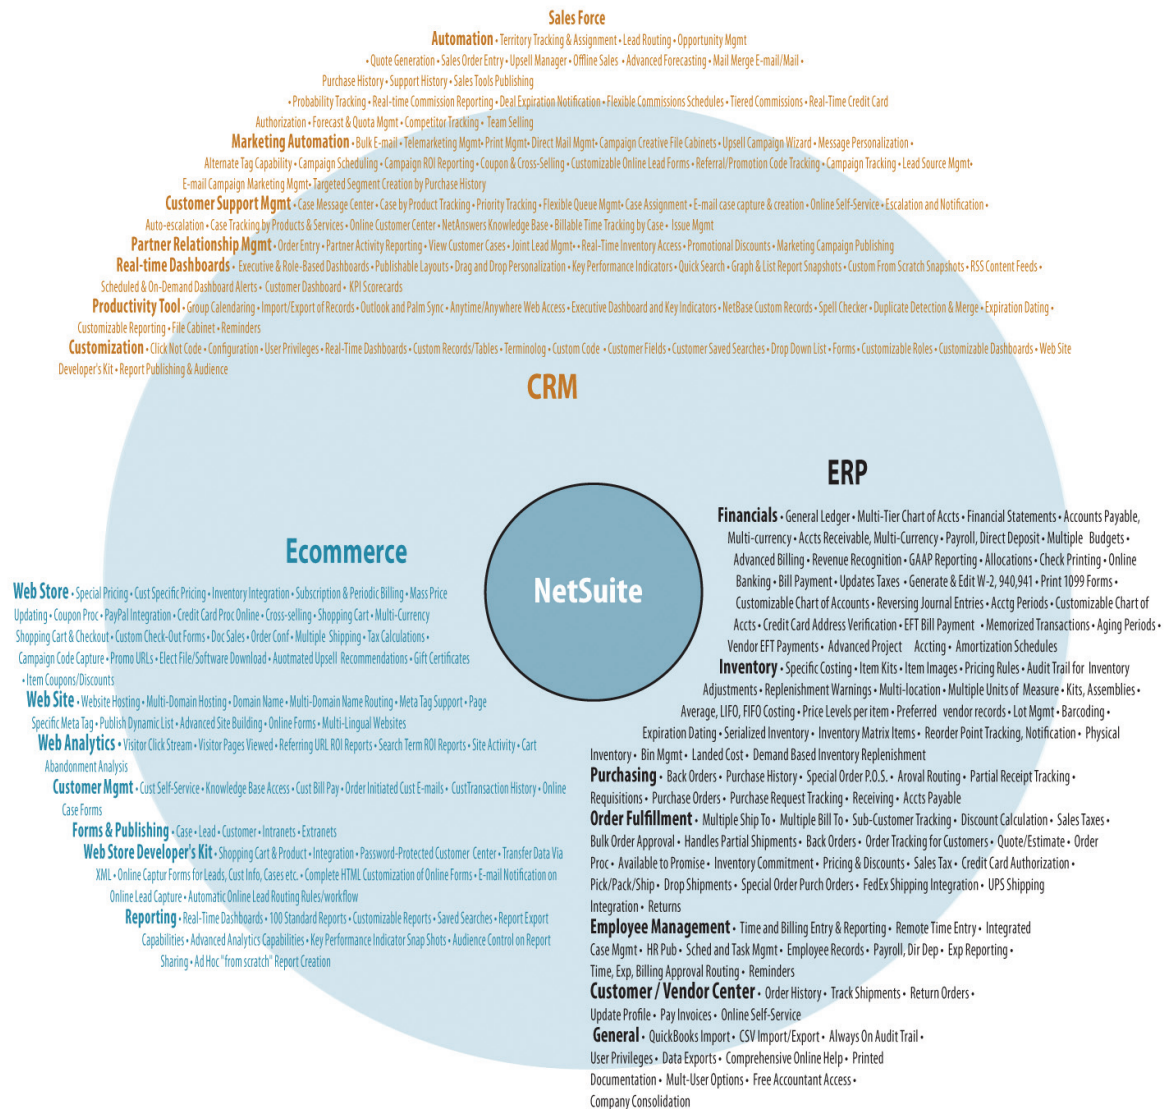 Sales Force
Automation • Territory Tracking & Assignment • Lead Routing • Opportunity Mgmt
• Quote Generation • Sales Order Entry • Upsell Manager • Offline Sales • Advanced Forecasting • Mail Merge E-mail/Mail •
Purchase History • Support History • Sales Tools Publishing
• Probability Tracking • Real-time Commission Reporting • Deal Expiration Notification • Flexible Commissions Schedules • Tiered Commissions • Real-Time Credit Card
Authorization • Forecast & Quota Mgmt • Competitor Tracking • Team Selling
Marketing Automation • Bulk E-mail • Telemarketing Mgmt• Print Mgmt• Direct Mail Mgmt• Campaign Creative File Cabinets • Upsell Campaign Wizard • Message Personalization •
Alternate Tag Capability • Campaign Scheduling • Campaign ROI Reporting • Coupon & Cross-Selling • Customizable Online Lead Forms • Referral/Promotion Code Tracking • Campaign Tracking • Lead Source Mgmt•
E-mail Campaign Marketing Mgmt• Targeted Segment Creation by Purchase History
Customer Support Mgmt • Case Message Center • Case by Product Tracking • Priority Tracking • Flexible Queue Mgmt• Case Assignment • E-mail case capture & creation • Online Self-Service • Escalation and Notification •
Auto-escalation • Case Tracking by Products & Services • Online Customer Center • NetAnswers Knowledge Base • Billable Time Tracking by Case • Issue Mgmt
Partner Relationship Mgmt • Order Entry • Partner Activity Reporting • View Customer Cases • Joint Lead Mgmt• • Real-Time Inventory Access • Promotional Discounts • Marketing Campaign Publishing
Real-time Dashboards • Executive & Role-Based Dashboards • Publishable Layouts • Drag and Drop Personalization • Key Performance Indicators • Quick Search • Graph & List Report Snapshots • Custom From Scratch Snapshots • RSS Content Feeds •
Scheduled & On-Demand Dashboard Alerts • Customer Dashboard • KPI Scorecards
Productivity Tool • Group Calendaring • Import/Export of Records • Outlook and Palm Sync • Anytime/Anywhere Web Access • Executive Dashboard and Key Indicators • NetBase Custom Records • Spell Checker • Duplicate Detection & Merge • Expiration Dating •
Customizable Reporting • File Cabinet • Reminders
Customization • Click Not Code • Configuration • User Privileges • Real-Time Dashboards • Custom Records/Tables • Terminolog • Custom Code • Customer Fields • Customer Saved Searches • Drop Down List • Forms • Customizable Roles • Customizable Dashboards • Web Site
Developer's Kit • Report Publishing & Audience
CRM
Ecommerce
Web Store • Special Pricing • Cust Specific Pricing • Inventory Integration • Subscription & Periodic Billing • Mass Price
Updating • Coupon Proc • PayPal Integration • Credit Card Proc Online • Cross-selling • Shopping Cart • Multi-Currency
Shopping Cart & Checkout • Custom Check-Out Forms • Doc Sales • Order Conf • Multiple Shipping • Tax Calculations •
Campaign Code Capture • Promo URLs • Elect File/Software Download • Auotmated Upsell Recommendations • Gift Certificates
• Item Coupons/Discounts
Web Site • Website Hosting • Multi-Domain Hosting • Domain Name • Multi-Domain Name Routing • Meta Tag Support • Page
Specific Meta Tag • Publish Dynamic List • Advanced Site Building • Online Forms • Multi-Lingual Websites
Web Analytics • Visitor Click Stream • Visitor Pages Viewed • Referring URL ROI Reports • Search Term ROI Reports • Site Activity • Cart
Abandonment Analysis
Customer Mgmt • Cust Self-Service • Knowledge Base Access • Cust Bill Pay • Order Initiated Cust E-mails • CustTransaction History • Online
Case Forms
Forms & Publishing • Case • Lead • Customer • Intranets • Extranets
Web Store Developer's Kit • Shopping Cart & Product • Integration • Password-Protected Customer Center • Transfer Data Via
XML • Online Captur Forms for Leads, Cust Info, Cases etc. • Complete HTML Customization of Online Forms • E-mail Notification on
Online Lead Capture • Automatic Online Lead Routing Rules/workflow
Reporting • Real-Time Dashboards • 100 Standard Reports • Customizable Reports • Saved Searches • Report Export
Capabilities • Advanced Analytics Capabilities • Key Performance Indicator Snap Shots • Audience Control on Report
Sharing • Ad Hoc "from scratch" Report Creation
NetSuite
ERP
Financials • General Ledger • Multi-Tier Chart of Accts • Financial Statements • Accounts Payable,
Multi-currency • Accts Receivable, Multi-Currency • Payroll, Direct Deposit • Multiple Budgets •
Advanced Billing • Revenue Recognition • GAAP Reporting • Allocations • Check Printing • Online
Banking • Bill Payment • Updates Taxes • Generate & Edit W-2, 940,941 • Print 1099 Forms •
Customizable Chart of Accounts • Reversing Journal Entries • Acctg Periods • Customizable Chart of
Accts • Credit Card Address Verification • EFT Bill Payment • Memorized Transactions • Aging Periods •
Vendor EFT Payments • Advanced Project Accting • Amortization Schedules
Inventory • Specific Costing • Item Kits • Item Images • Pricing Rules • Audit Trail for Inventory
Adjustments • Replenishment Warnings • Multi-location • Multiple Units of Measure • Kits, Assemblies •
Average, LIFO, FIFO Costing • Price Levels per item • Preferred vendor records • Lot Mgmt • Barcoding •
Expiration Dating • Serialized Inventory • Inventory Matrix Items • Reorder Point Tracking, Notification • Physical
Inventory • Bin Mgmt • Landed Cost • Demand Based Inventory Replenishment
Purchasing • Back Orders • Purchase History • Special Order P.O.S. • Aroval Routing • Partial Receipt Tracking •
Requisitions • Purchase Orders • Purchase Request Tracking • Receiving • Accts Payable
Order Fulfillment • Multiple Ship To • Multiple Bill To • Sub-Customer Tracking • Discount Calculation • Sales Taxes •
Bulk Order Approval • Handles Partial Shipments • Back Orders • Order Tracking for Customers • Quote/Estimate • Order
Proc • Available to Promise • Inventory Commitment • Pricing & Discounts • Sales Tax • Credit Card Authorization •
Pick/Pack/Ship • Drop Shipments • Special Order Purch Orders • FedEx Shipping Integration • UPS Shipping
Integration • Returns
Employee Management • Time and Billing Entry & Reporting • Remote Time Entry • Integrated
Case Mgmt • HR Pub • Sched and Task Mgmt • Employee Records • Payroll, Dir Dep • Exp Reporting •
Time, Exp, Billing Approval Routing • Reminders
Customer / Vendor Center • Order History • Track Shipments • Return Orders •
Update Profile • Pay Invoices • Online Self-Service
General • QuickBooks Import • CSV Import/Export • Always On Audit Trail •
User Privileges • Data Exports • Comprehensive Online Help • Printed
Documentation • Mult-User Options • Free Accountant Access •
Company Consolidation